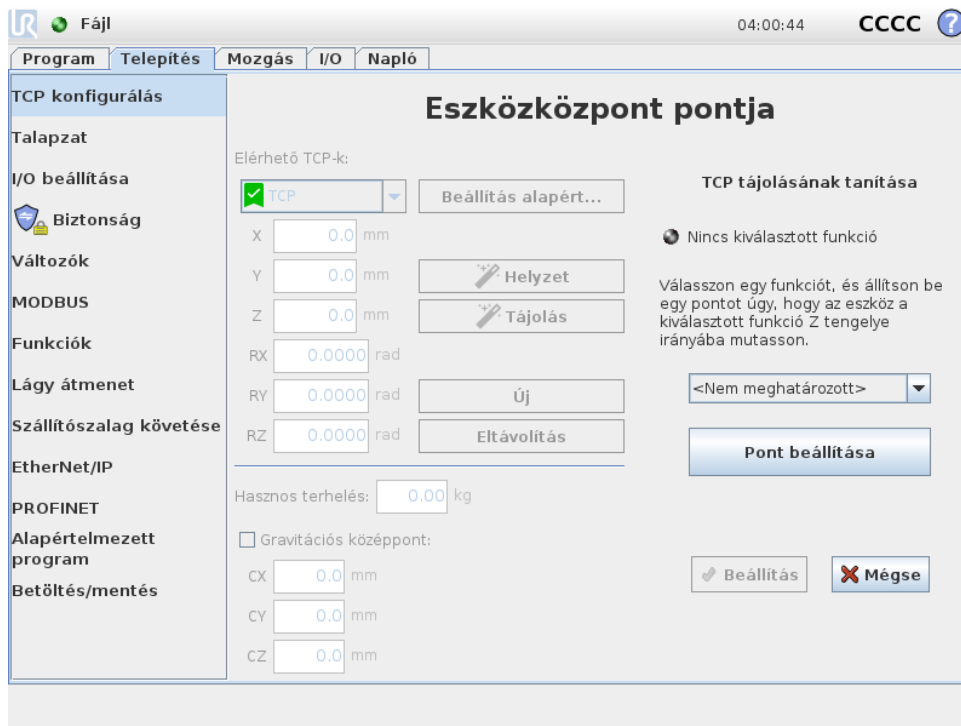 UR Fájl 04:00:44 CCCC ?
Program Telepítés Mozgás I/O Napló
TCP konfigurálás
Talapzat
I/O beállítása
Biztonság
Változók
MODBUS
Funkciók
Lágy átmenet
Szállítószalag követése
EtherNet/IP
PROFINET
Alapértelmezett
program
Betöltés/mentés
Eszközközpont pontja
Elérhető TCP-k:
TCP Beállítás alapért...
X 0.0 mm
Y 0.0 mm Helyzet
Z 0.0 mm Tájolás
RX 0.0000 rad
RY 0.0000 rad Új
RZ 0.0000 rad Eltávolítás
Hasznos terhelés: 0.00 kg
Gravitációs középpont:
CX 0.0 mm
CY 0.0 mm
CZ 0.0 mm
TCP tájolásának tanítása
Nincs kiválasztott funkció
Válasszon egy funkciót, és állítson be
egy pontot úgy, hogy az eszköz a
kiválasztott funkció Z tengelye
irányába mutasson.
<Nem meghatározott>
Pont beállítása
Beállítás Mégse